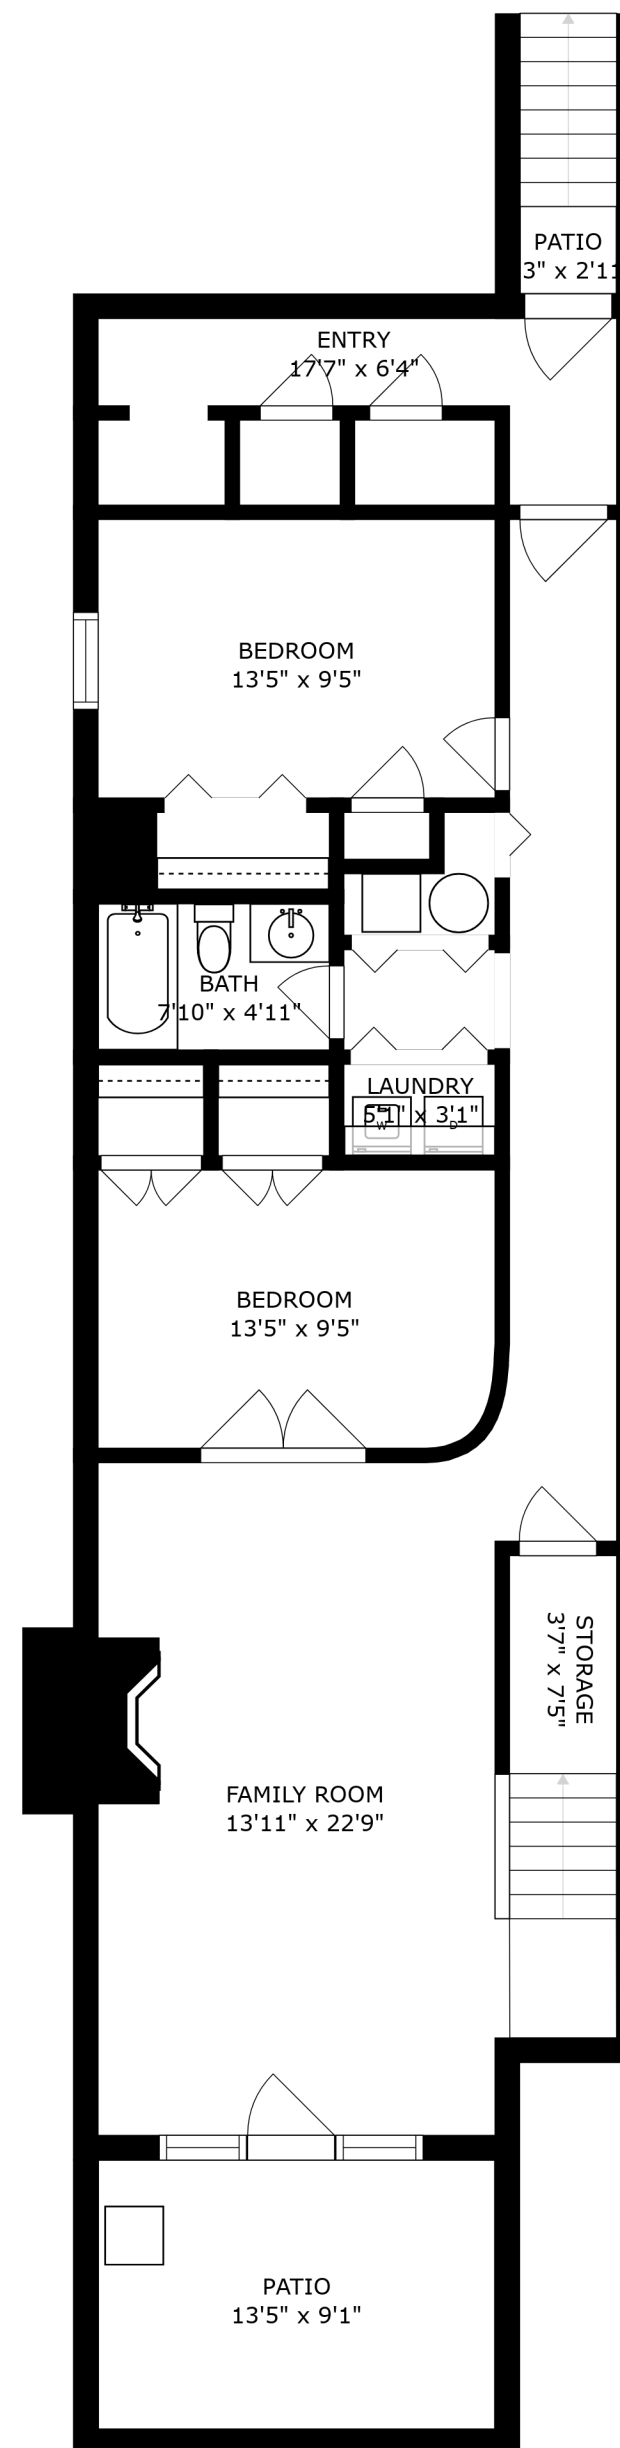 PATIO
3" x 2'11
ENTRY
17'7" x 6'4"
BEDROOM
13'5" x 9'5"
BATH
7'10" x 4'11"
LAUNDRY
5'1" x 3'1"
W
D
BEDROOM
13'5" x 9'5"
STORAGE
3'7" x 7'5"
FAMILY ROOM
13'11" x 22'9"
PATIO
13'5" x 9'1"